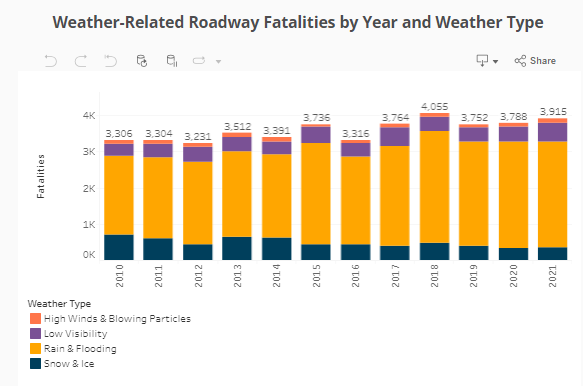 Weather-Related Roadway Fatalities by Year and Weather Type
Share
Fatalities
4K
3K
2K
1K
0K
3,306 3,304 3,231 3,512 3,391 3,736 3,316 3,764 4,055 3,752 3,788 3,915
2010 2011 2012 2013 2014 2015 2016 2017 2018 2019 2020 2021
Weather Type
High Winds & Blowing Particles
Low Visibility
Rain & Flooding
Snow & Ice